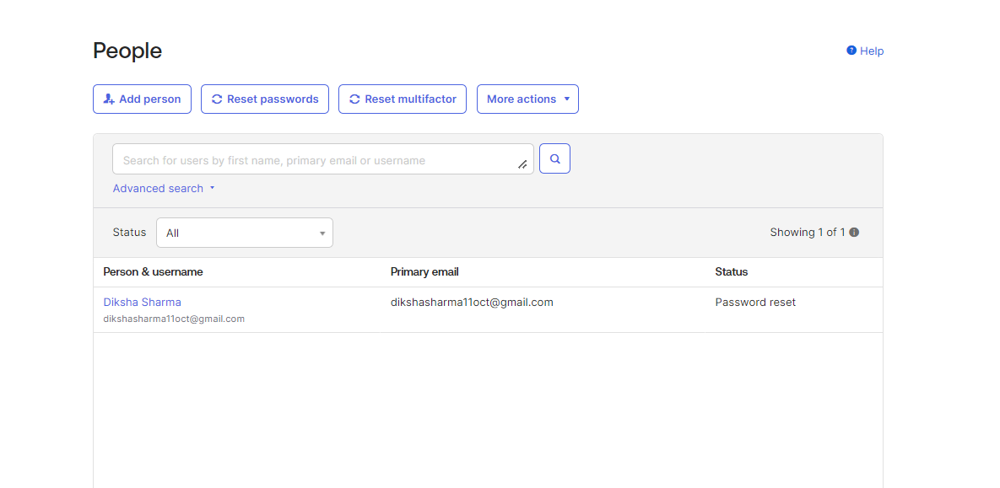 People
Help
Add person Reset passwords Reset multifactor More actions
Search for users by first name, primary email or username
Advanced search
Status All Showing 1 of 1
Person & username Primary email Status
Diksha Sharma dikshasharma11oct@gmail.com Password reset
dikshasharma11oct@gmail.com